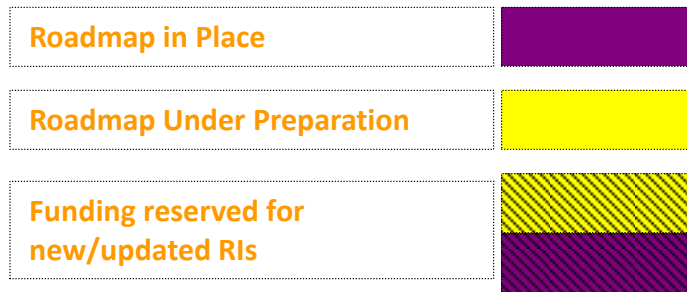 Roadmap in Place
Roadmap Under Preparation
Funding reserved for
new/updated RIs